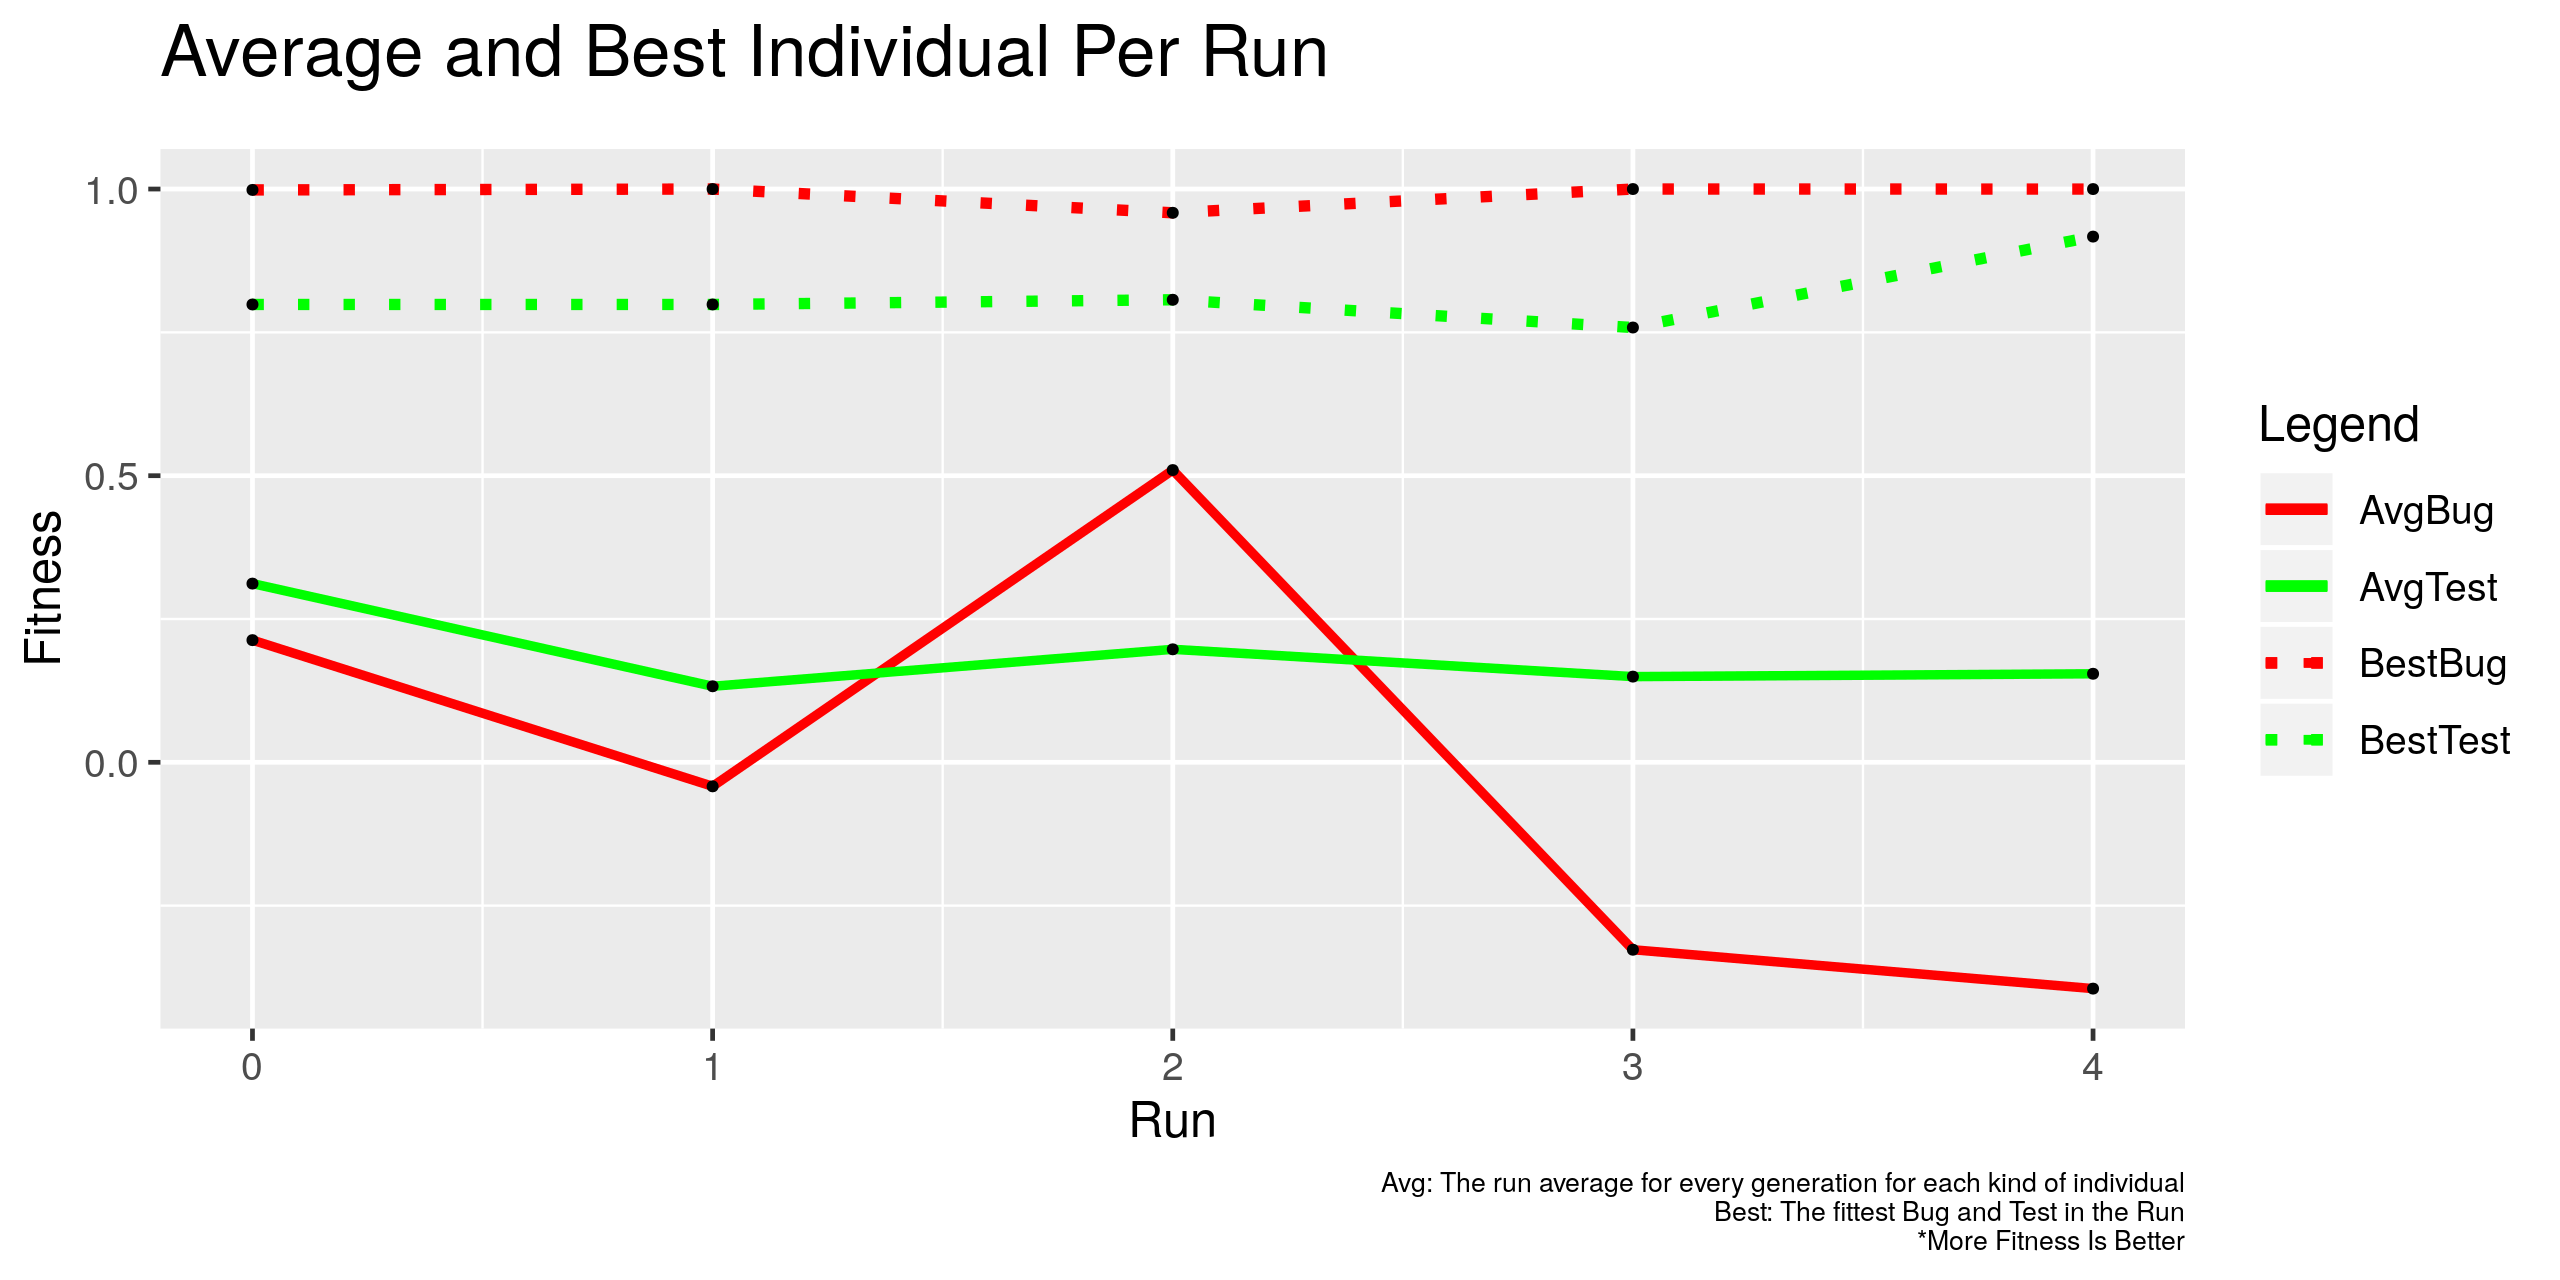 Average and Best Individual Per Run
1.0
0.5
0.0
Fitness
0
1
2
3
4
Run
Legend
AvgBug
AvgTest
BestBug
BestTest
Avg: The run average for every generation for each kind of individual
Best: The fittest Bug and Test in the Run
*More Fitness Is Better